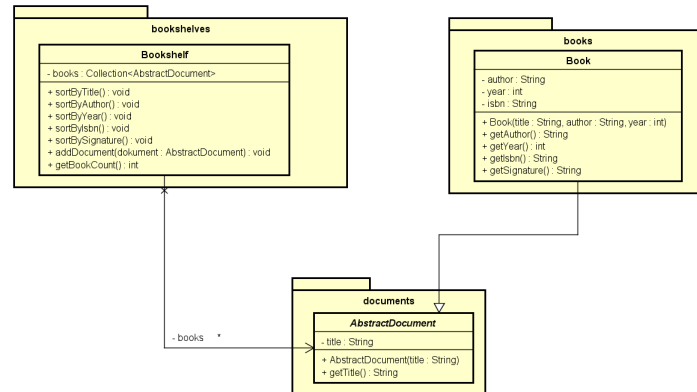 bookshelves
Bookshelf
- books : Collection<AbstractDocument>
+ sortByTitle() : void
+ sortByAuthor() : void
+ sortByYear() : void
+ sortByIsbn() : void
+ sortBySignature() : void
+ addDocument(dokument : AbstractDocument) : void
+ getBookCount() : int
books
Book
- author : String
- year : int
- isbn : String
+ Book(title : String, author : String, year : int)
+ getAuthor() : String
+ getYear() : int
+ getIsbn() : String
+ getSignature() : String
- books *
documents
AbstractDocument
- title : String
+ AbstractDocument(title : String)
+ getTitle() : String